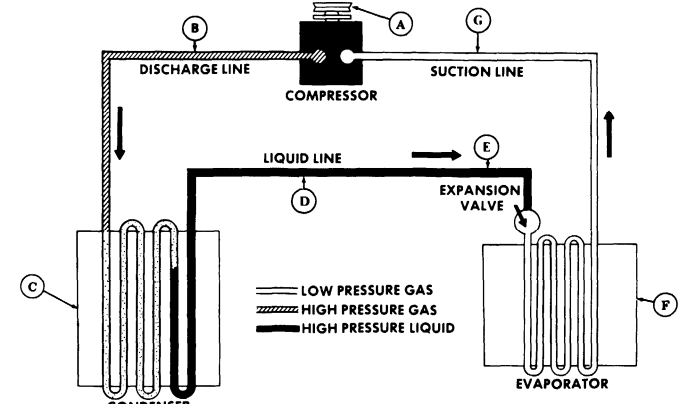 A
B
G
DISCHARGE LINE
SUCTION LINE
COMPRESSOR
E
LIQUID LINE
D
EXPANSION
VALVE
C
LOW PRESSURE GAS
HIGH PRESSURE GAS
HIGH PRESSURE LIQUID
F
EVAPORATOR
CONDENSER